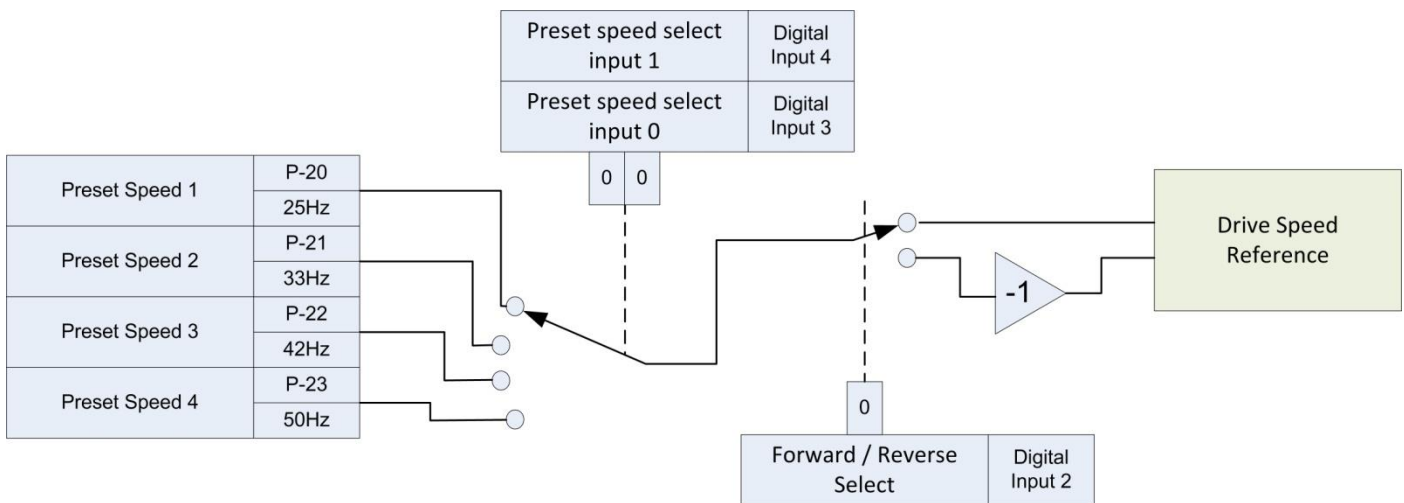 Preset speed select
input 1
Digital
Input 4
Preset speed select
input 0
Digital
Input 3
0 0
Preset Speed 1
P-20
25Hz
Preset Speed 2
P-21
33Hz
Preset Speed 3
P-22
42Hz
Preset Speed 4
P-23
50Hz
-1
Drive Speed
Reference
0
Forward / Reverse
Select
Digital
Input 2